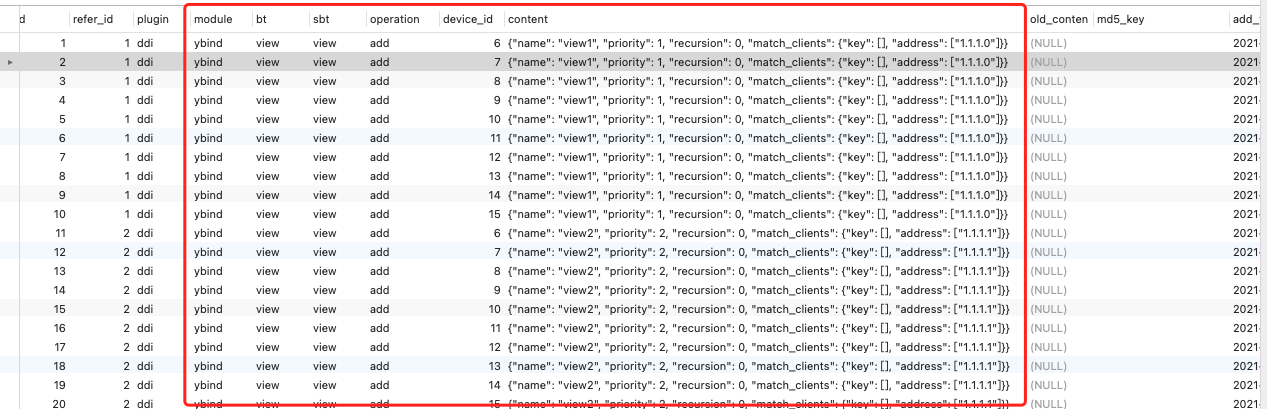 d refer_id plugin module bt sbt operation device_id content old_conten md5_key add_
1 1 ddi ybind view view add 6 {"name": "view1", "priority": 1, "recursion": 0, "match_clients": {"key": [], "address": ["1.1.1.0"]}} (NULL) 2021-
2 1 ddi ybind view view add 7 {"name": "view1", "priority": 1, "recursion": 0, "match_clients": {"key": [], "address": ["1.1.1.0"]}} (NULL) 2021-
3 1 ddi ybind view view add 8 {"name": "view1", "priority": 1, "recursion": 0, "match_clients": {"key": [], "address": ["1.1.1.0"]}} (NULL) 2021-
4 1 ddi ybind view view add 9 {"name": "view1", "priority": 1, "recursion": 0, "match_clients": {"key": [], "address": ["1.1.1.0"]}} (NULL) 2021-
5 1 ddi ybind view view add 10 {"name": "view1", "priority": 1, "recursion": 0, "match_clients": {"key": [], "address": ["1.1.1.0"]}} (NULL) 2021-
6 1 ddi ybind view view add 11 {"name": "view1", "priority": 1, "recursion": 0, "match_clients": {"key": [], "address": ["1.1.1.0"]}} (NULL) 2021-
7 1 ddi ybind view view add 12 {"name": "view1", "priority": 1, "recursion": 0, "match_clients": {"key": [], "address": ["1.1.1.0"]}} (NULL) 2021-
8 1 ddi ybind view view add 13 {"name": "view1", "priority": 1, "recursion": 0, "match_clients": {"key": [], "address": ["1.1.1.0"]}} (NULL) 2021-
9 1 ddi ybind view view add 14 {"name": "view1", "priority": 1, "recursion": 0, "match_clients": {"key": [], "address": ["1.1.1.0"]}} (NULL) 2021-
10 1 ddi ybind view view add 15 {"name": "view1", "priority": 1, "recursion": 0, "match_clients": {"key": [], "address": ["1.1.1.0"]}} (NULL) 2021-
11 2 ddi ybind view view add 6 {"name": "view2", "priority": 2, "recursion": 0, "match_clients": {"key": [], "address": ["1.1.1.1"]}} (NULL) 2021-
12 2 ddi ybind view view add 7 {"name": "view2", "priority": 2, "recursion": 0, "match_clients": {"key": [], "address": ["1.1.1.1"]}} (NULL) 2021-
13 2 ddi ybind view view add 8 {"name": "view2", "priority": 2, "recursion": 0, "match_clients": {"key": [], "address": ["1.1.1.1"]}} (NULL) 2021-
14 2 ddi ybind view view add 9 {"name": "view2", "priority": 2, "recursion": 0, "match_clients": {"key": [], "address": ["1.1.1.1"]}} (NULL) 2021-
15 2 ddi ybind view view add 10 {"name": "view2", "priority": 2, "recursion": 0, "match_clients": {"key": [], "address": ["1.1.1.1"]}} (NULL) 2021-
16 2 ddi ybind view view add 11 {"name": "view2", "priority": 2, "recursion": 0, "match_clients": {"key": [], "address": ["1.1.1.1"]}} (NULL) 2021-
17 2 ddi ybind view view add 12 {"name": "view2", "priority": 2, "recursion": 0, "match_clients": {"key": [], "address": ["1.1.1.1"]}} (NULL) 2021-
18 2 ddi ybind view view add 13 {"name": "view2", "priority": 2, "recursion": 0, "match_clients": {"key": [], "address": ["1.1.1.1"]}} (NULL) 2021-
19 2 ddi ybind view view add 14 {"name": "view2", "priority": 2, "recursion": 0, "match_clients": {"key": [], "address": ["1.1.1.1"]}} (NULL) 2021-
20 2 ddi ybind view view add 15 {"name": "view2", "priority": 2, "recursion": 0, "match_clients": {"key": [], "address": ["1.1.1.1"]}} (NULL) 2021-